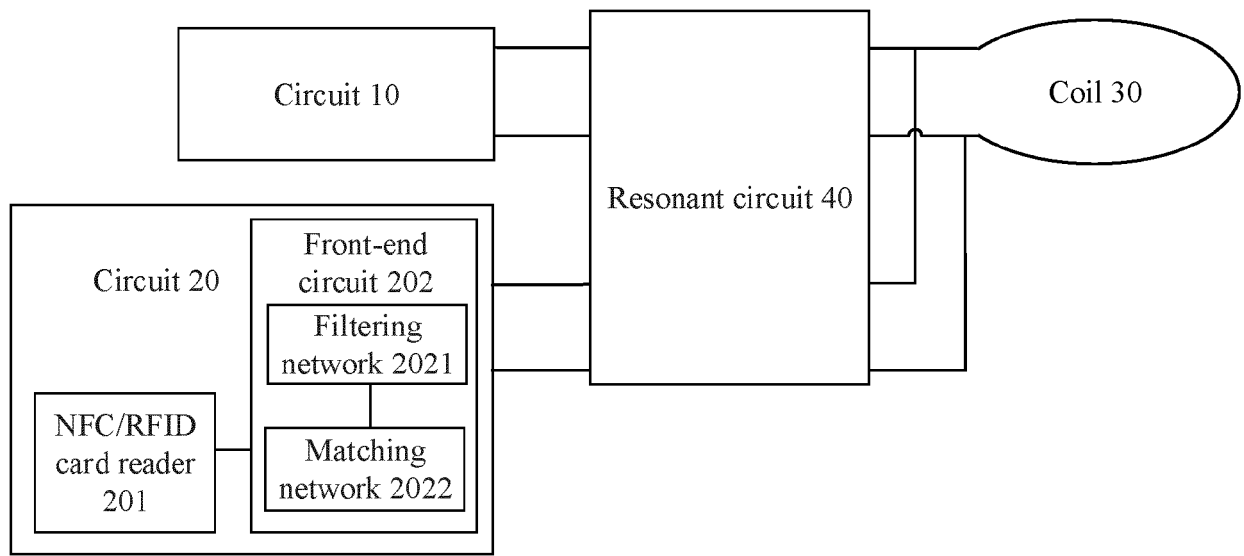 Circuit 10
Coil 30
Resonant circuit 40
Circuit 20
Front-end
circuit 202
Filtering
network 2021
NFC/RFID
card reader
201
Matching
network 2022